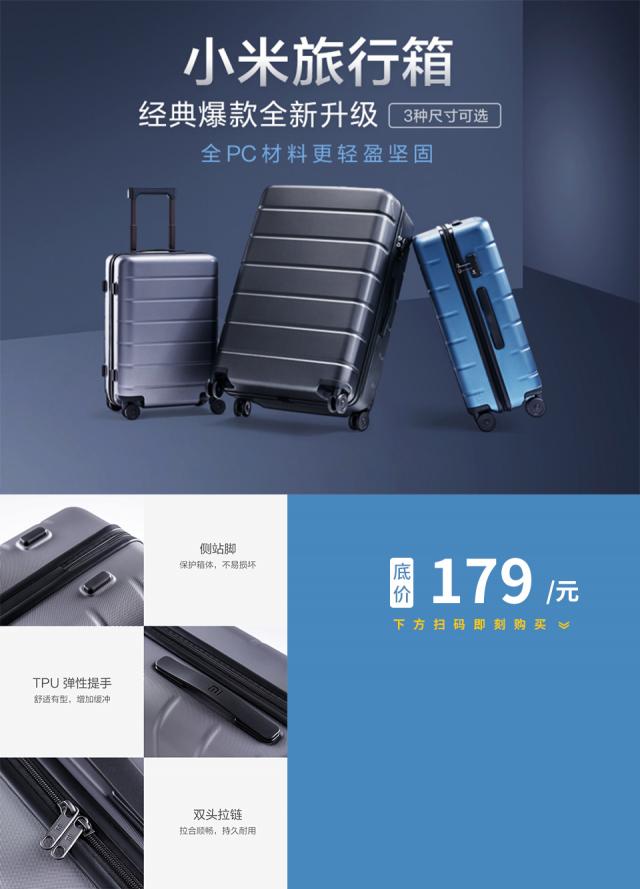 小米旅行箱
经典爆款全新升级 3种尺寸可选
全PC材料更轻盈坚固
侧站脚
保护箱体，不易损坏
TPU 弹性提手
舒适有型，增加缓冲
双头拉链
拉合顺畅，持久耐用
底价 179 /元
下方扫码即刻购买